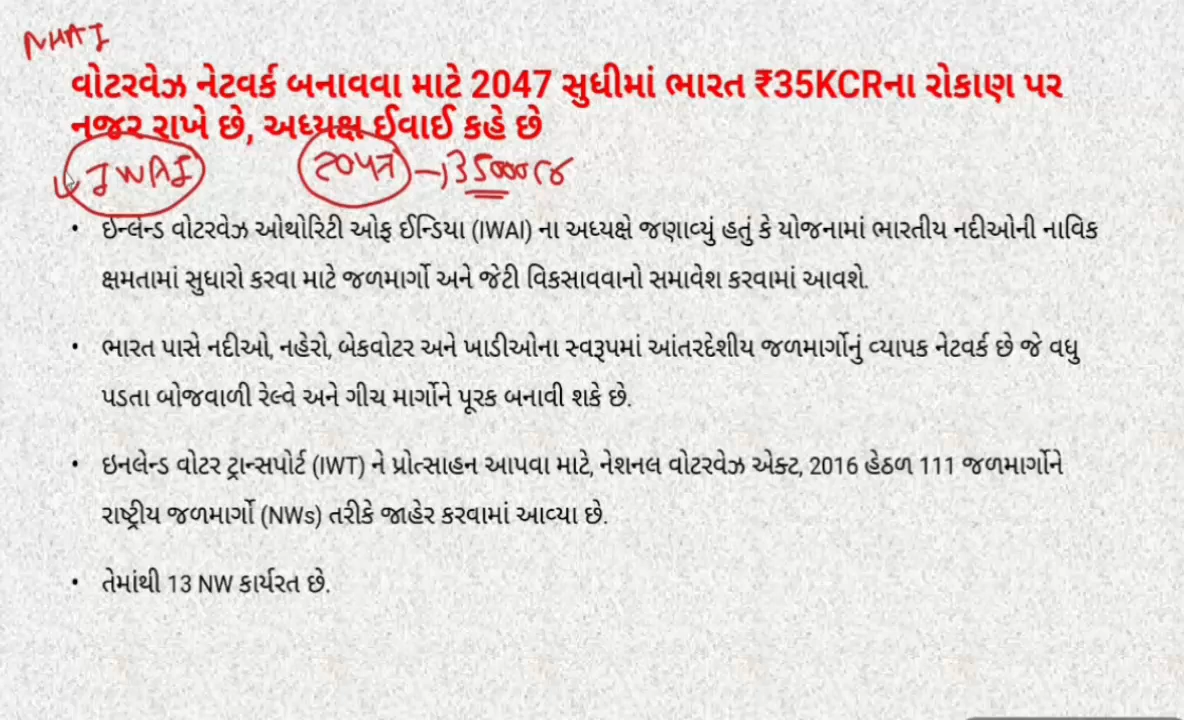 NHAI
વોટરવેઝ નેટવર્ક બનાવવા માટે 2047 સુધીમાં ભારત ₹35KCRના રોકાણ પર
નજર રાખે છે, અધ્યક્ષ ઈવાઈ કહે છે
IWAI 2047 → 35000 Cr
• ઇન્લેન્ડ વોટરવેઝ ઓથોરિટી ઓફ ઈન્ડિયા (IWAI) ના અધ્યક્ષે જણાવ્યું હતું કે યોજનામાં ભારતીય નદીઓની નાવિક
ક્ષમતામાં સુધારો કરવા માટે જળમાર્ગો અને જેટી વિકસાવવાનો સમાવેશ કરવામાં આવશે.
• ભારત પાસે નદીઓ, નહેરો, બેકવોટર અને ખાડીઓના સ્વરૂપમાં આંતરદેશીય જળમાર્ગોનું વ્યાપક નેટવર્ક છે જે વધુ
પડતા બોજવાળી રેલ્વે અને ગીચ માર્ગોને પૂરક બનાવી શકે છે.
• ઇનલેન્ડ વોટર ટ્રાન્સપોર્ટ (IWT) ને પ્રોત્સાહન આપવા માટે, નેશનલ વોટરવેઝ એક્ટ, 2016 હેઠળ 111 જળમાર્ગોને
રાષ્ટ્રીય જળમાર્ગો (NWs) તરીકે જાહેર કરવામાં આવ્યા છે.
• તેમાંથી 13 NW કાર્યરત છે.